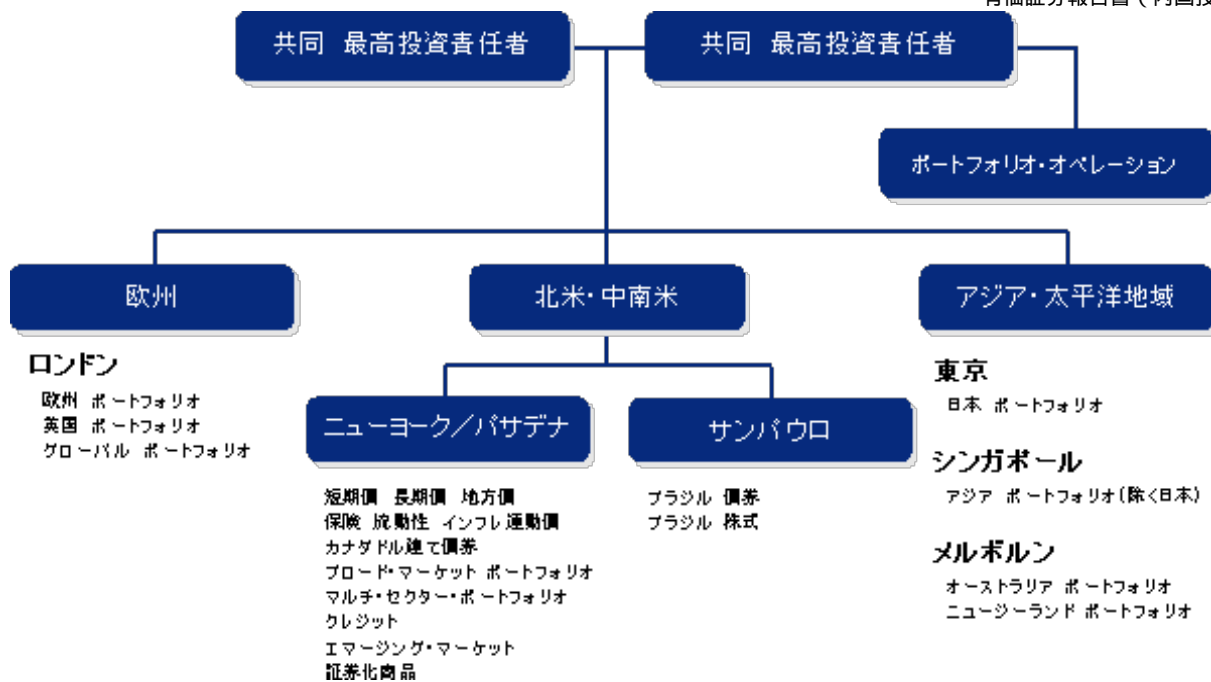 共同 最高投資責任者
共同 最高投資責任者
ポートフォリオ・オペレーション
欧州
北米・中南米
アジア・太平洋地域
ロンドン
欧州 ポートフォリオ
英国 ポートフォリオ
グローバル ポートフォリオ
ニューヨーク／パサデナ
短期債 長期債 地方債
保険 流動性 インフレ連動債
カナダドル建て債券
ブロード・マーケット ポートフォリオ
マルチ・セクター・ポートフォリオ
クレジット
エマージング・マーケット
証券化商品
サンパウロ
ブラジル 債券
ブラジル 株式
東京
日本 ポートフォリオ
シンガポール
アジア ポートフォリオ(除く日本)
メルボルン
オーストラリア ポートフォリオ
ニュージーランド ポートフォリオ